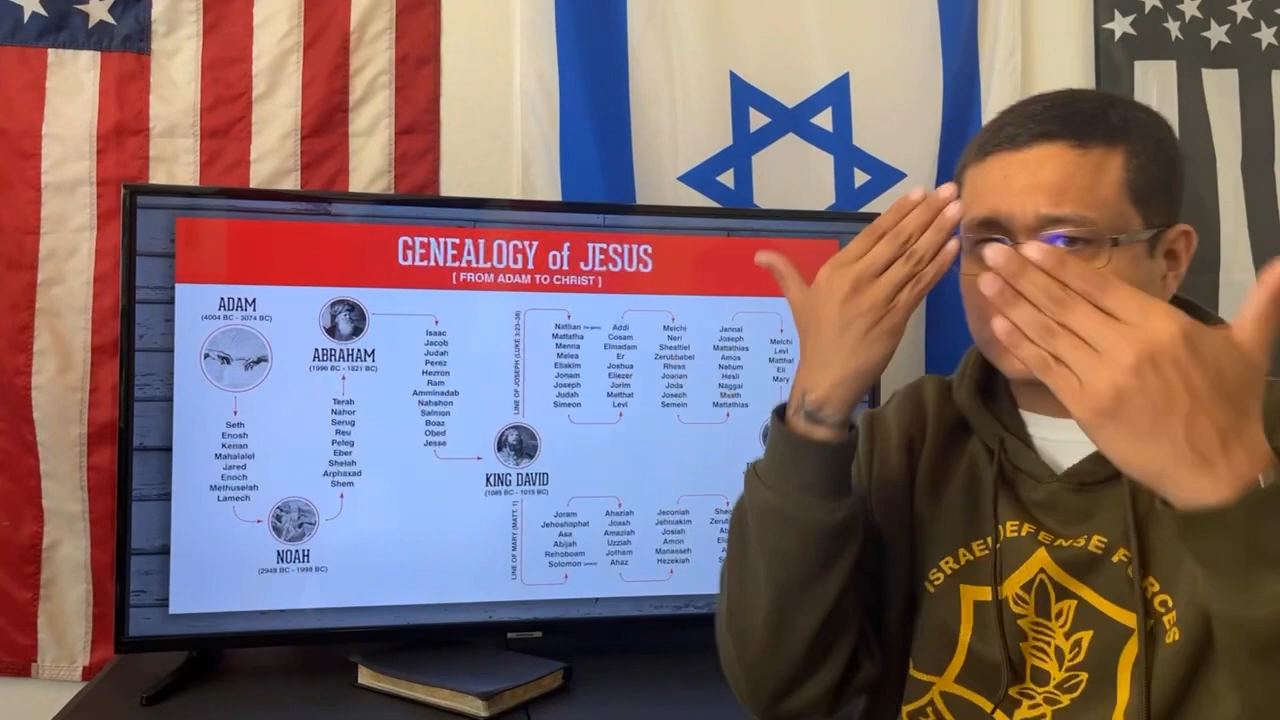 GENEALOGY of JESUS
[ FROM ADAM TO CHRIST ]
ADAM
(4004 BC - 3074 BC)
Seth
Enosh
Kenan
Mahalalel
Jared
Enoch
Methuselah
Lamech
NOAH
(2948 BC - 1998 BC)
ABRAHAM
(1996 BC - 1821 BC)
Terah
Nahor
Serug
Reu
Peleg
Eber
Shelah
Arphaxad
Shem
Isaac
Jacob
Judah
Perez
Hezron
Ram
Amminadab
Nahshon
Salmon
Boaz
Obed
Jesse
KING DAVID
(1085 BC - 1015 BC)
LINE OF JOSEPH (LUKE 3:23-38)
Nathan
Mattatha
Menna
Melea
Eliakim
Jonam
Joseph
Judah
Simeon
Addi
Cosam
Elmadam
Er
Joshua
Eliezer
Jorim
Matthat
Levi
Melchi
Neri
Shealtiel
Zerubbabel
Rhesa
Joanan
Joda
Josech
Semein
Jannai
Joseph
Mattathias
Amos
Nahum
Hesli
Naggai
Maath
Mattathias
Melchi
Levi
Matthat
Eli
Mary
LINE OF MARY (MATT. 1)
Joram
Jehoshaphat
Asa
Abijah
Rehoboam
Solomon
Ahaziah
Joash
Amaziah
Uzziah
Jotham
Ahaz
Jeconiah
Jehoiakim
Josiah
Amon
Manasseh
Hezekiah
ISRAEL DEFENSE FORCES